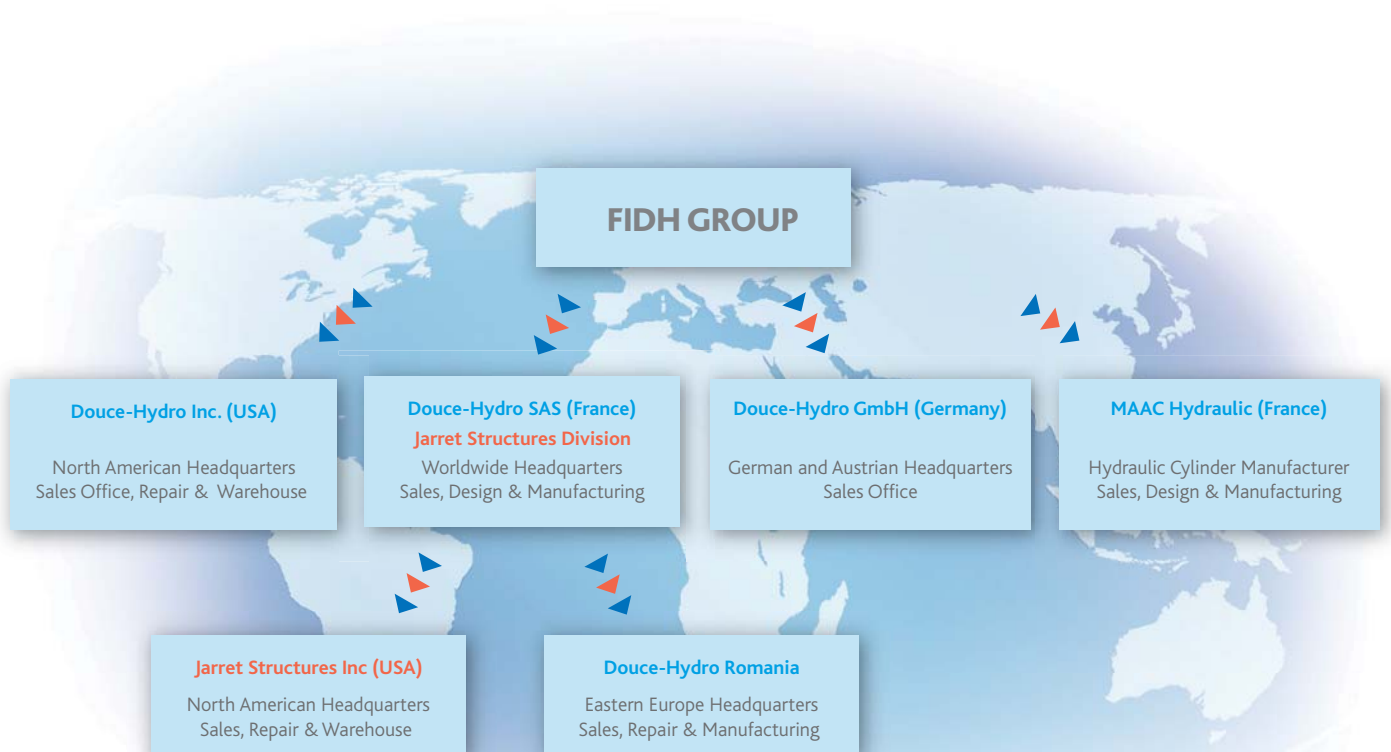 FIDH GROUP
Douce-Hydro Inc. (USA)
North American Headquarters
Sales Office, Repair & Warehouse
Douce-Hydro SAS (France)
Jarret Structures Division
Worldwide Headquarters
Sales, Design & Manufacturing
Douce-Hydro GmbH (Germany)
German and Austrian Headquarters
Sales Office
MAAC Hydraulic (France)
Hydraulic Cylinder Manufacturer
Sales, Design & Manufacturing
Jarret Structures Inc (USA)
North American Headquarters
Sales, Repair & Warehouse
Douce-Hydro Romania
Eastern Europe Headquarters
Sales, Repair & Manufacturing